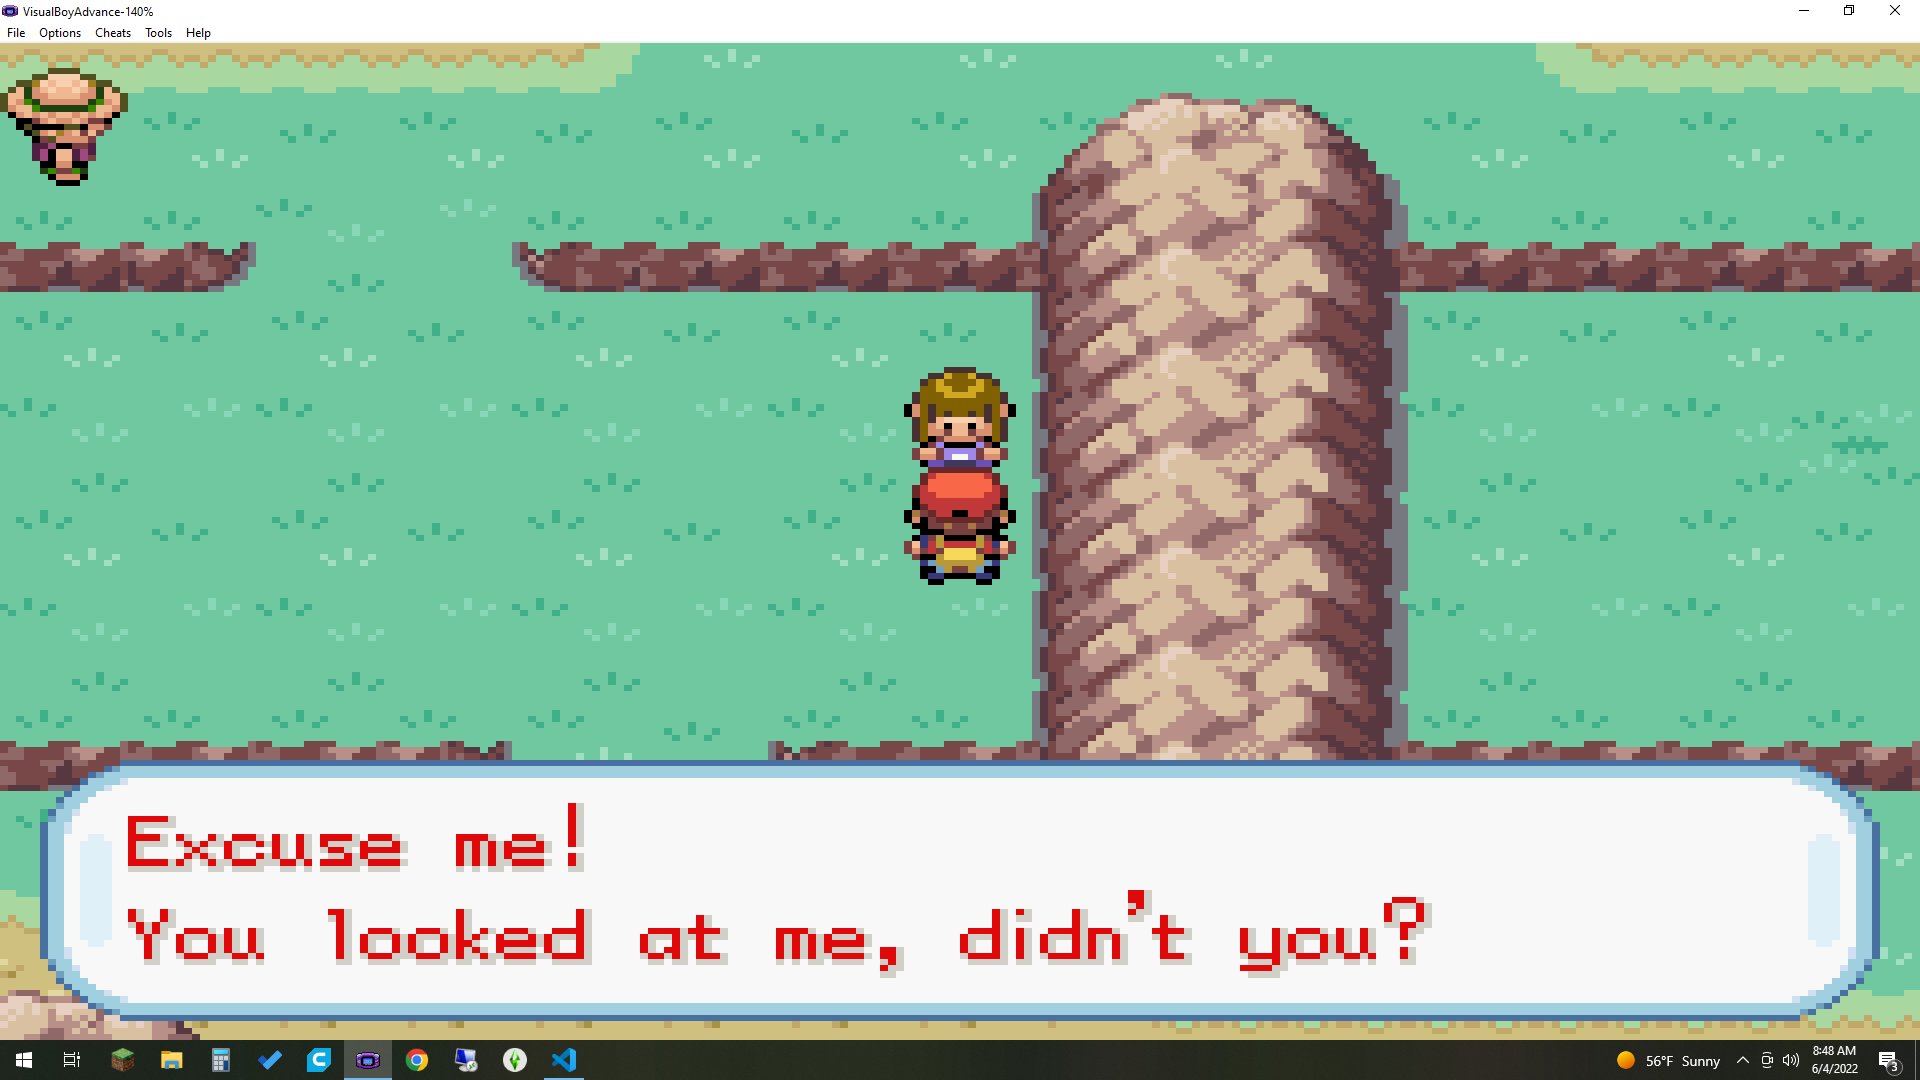 VisualBoyAdvance-140%
File Options Cheats Tools Help
Excuse me!
You looked at me, didn't you?
56°F Sunny
8:48 AM
6/4/2022
3